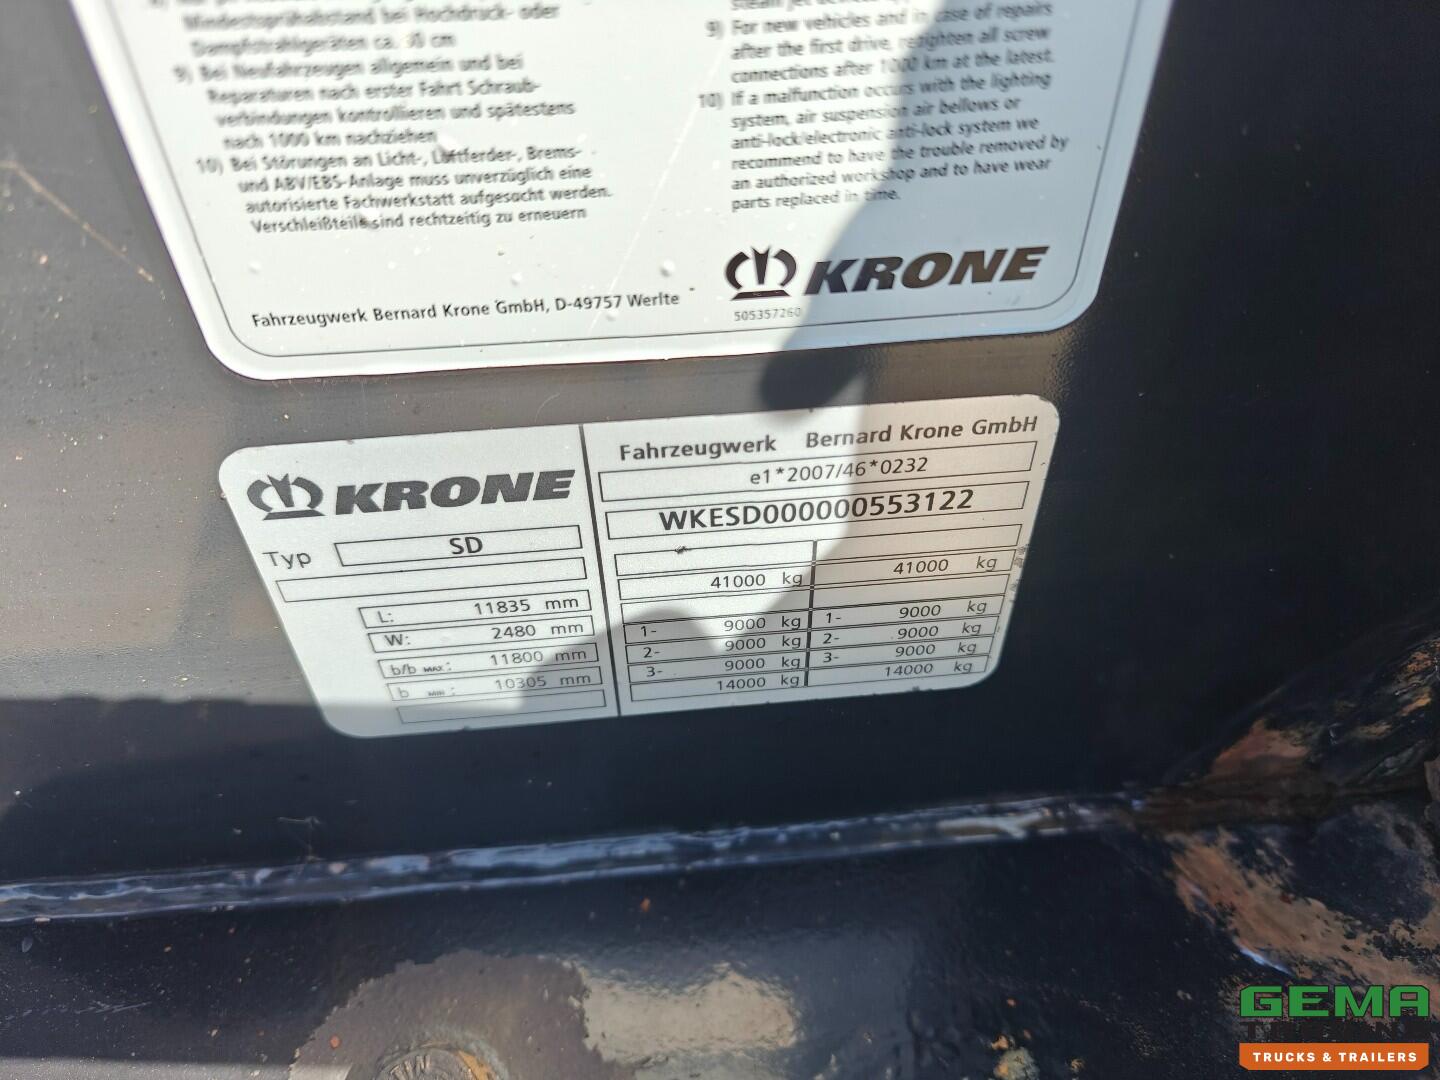 Mindestsprühabstand bei Hochdruck- oder
Dampfstrahlgeräten ca. 30 cm
9) Bei Neufahrzeugen allgemein und bei
Reparaturen nach erster Fahrt Schraub-
verbindungen kontrollieren und spätestens
nach 1000 km nachziehen
10) Bei Störungen an Licht-, Luftferder-, Brems-
und ABV/EBS-Anlage muss unverzüglich eine
autorisierte Fachwerkstatt aufgesucht werden.
Verschleißteile sind rechtzeitig zu erneuern
9) For new vehicles and in case of repairs
after the first drive, retighten all screw
connections after 1000 km at the latest.
10) If a malfunction occurs with the lighting
system, air suspension air bellows or
anti-lock/electronic anti-lock system we
recommend to have the trouble removed by
an authorized workshop and to have wear
parts replaced in time.
Fahrzeugwerk Bernard Krone GmbH, D-49757 Werlte
KRONE
505357260
KRONE
Typ SD
L: 11835 mm
W: 2480 mm
b/b MAX.: 11800 mm
b MIN.: 10305 mm
Fahrzeugwerk Bernard Krone GmbH
e1*2007/46*0232
WKESD000000553122
41000 kg 41000 kg
1- 9000 kg 1- 9000 kg
2- 9000 kg 2- 9000 kg
3- 9000 kg 3- 9000 kg
14000 kg 14000 kg
GEMA
TRUCKS & TRAILERS